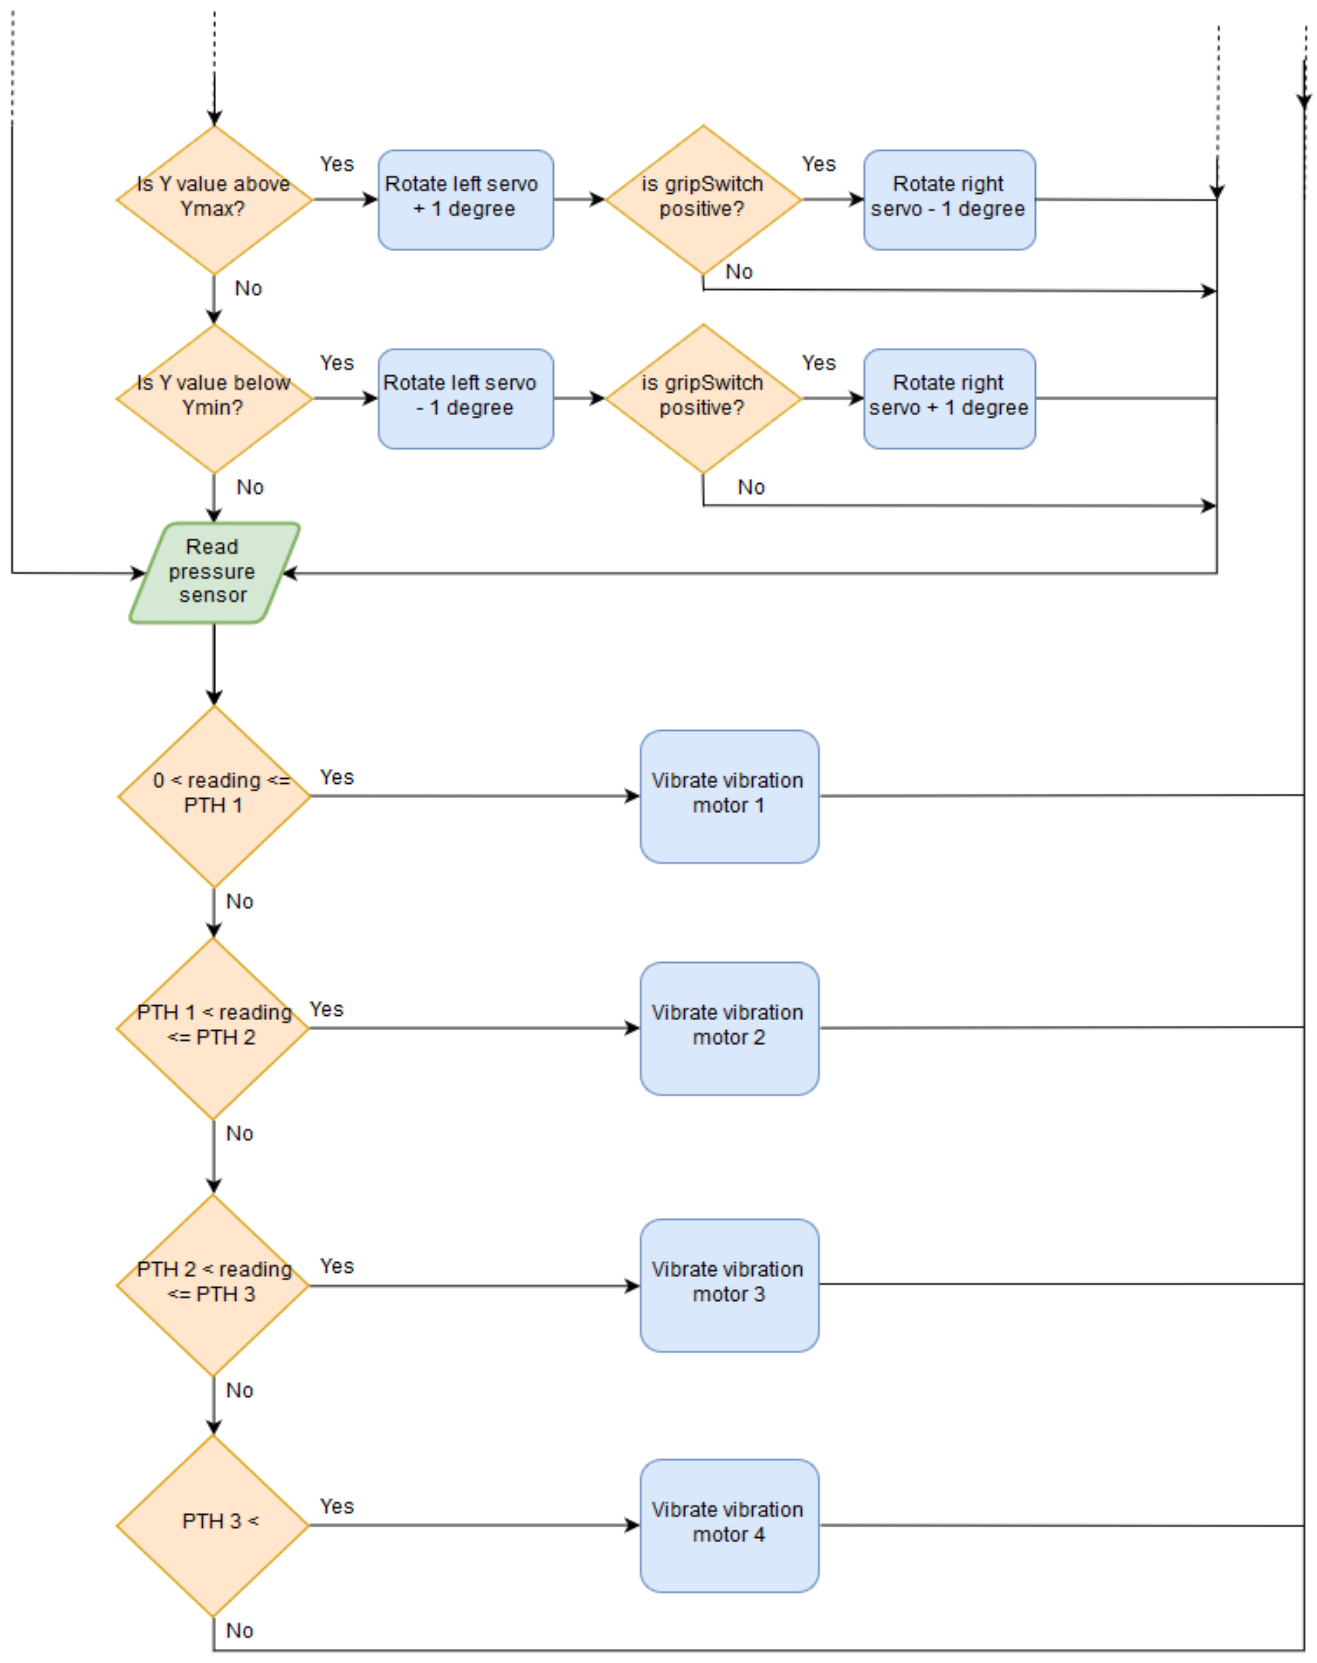 Is Y value above
Ymax?
Yes
Rotate left servo
+ 1 degree
is gripSwitch
positive?
Yes
Rotate right
servo - 1 degree
No
No
Is Y value below
Ymin?
Yes
Rotate left servo
- 1 degree
is gripSwitch
positive?
Yes
Rotate right
servo + 1 degree
No
No
Read
pressure
sensor
0 < reading <=
PTH 1
Yes
Vibrate vibration
motor 1
No
PTH 1 < reading
<= PTH 2
Yes
Vibrate vibration
motor 2
No
PTH 2 < reading
<= PTH 3
Yes
Vibrate vibration
motor 3
No
PTH 3 <
Yes
Vibrate vibration
motor 4
No